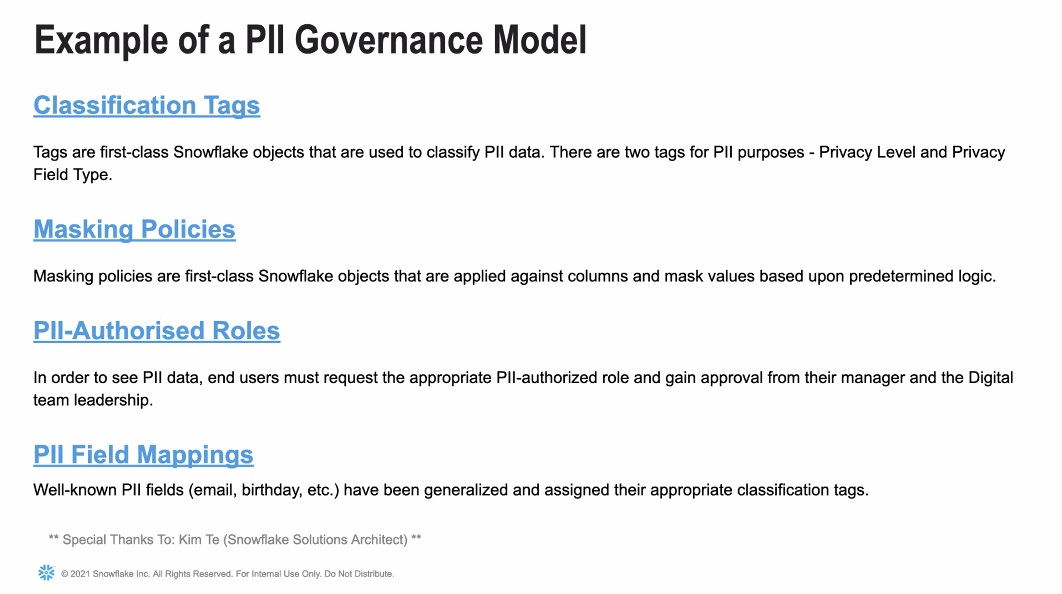 Example of a PII Governance Model
Classification Tags
Tags are first-class Snowflake objects that are used to classify PII data. There are two tags for PII purposes - Privacy Level and Privacy
Field Type.
Masking Policies
Masking policies are first-class Snowflake objects that are applied against columns and mask values based upon predetermined logic.
PII-Authorised Roles
In order to see PII data, end users must request the appropriate PII-authorized role and gain approval from their manager and the Digital
team leadership.
PII Field Mappings
Well-known PII fields (email, birthday, etc.) have been generalized and assigned their appropriate classification tags.
** Special Thanks To: Kim Te (Snowflake Solutions Architect) **
© 2021 Snowflake Inc. All Rights Reserved. For Internal Use Only. Do Not Distribute.